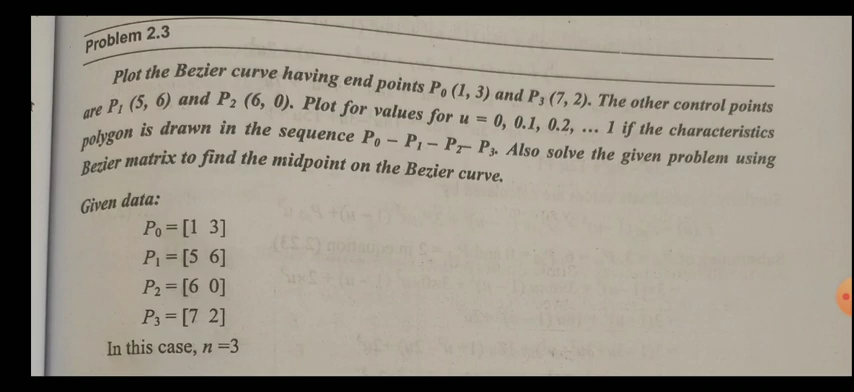 Problem 2.3
Plot the Bezier curve having end points P₀ (1, 3) and P₃ (7, 2). The other control points
are P₁ (5, 6) and P₂ (6, 0). Plot for values for u = 0, 0.1, 0.2, ... 1 if the characteristics
polygon is drawn in the sequence P₀ – P₁ – P₂– P₃. Also solve the given problem using
Bezier matrix to find the midpoint on the Bezier curve.
Given data:
P₀ = [1 3]
P₁ = [5 6]
P₂ = [6 0]
P₃ = [7 2]
In this case, n =3